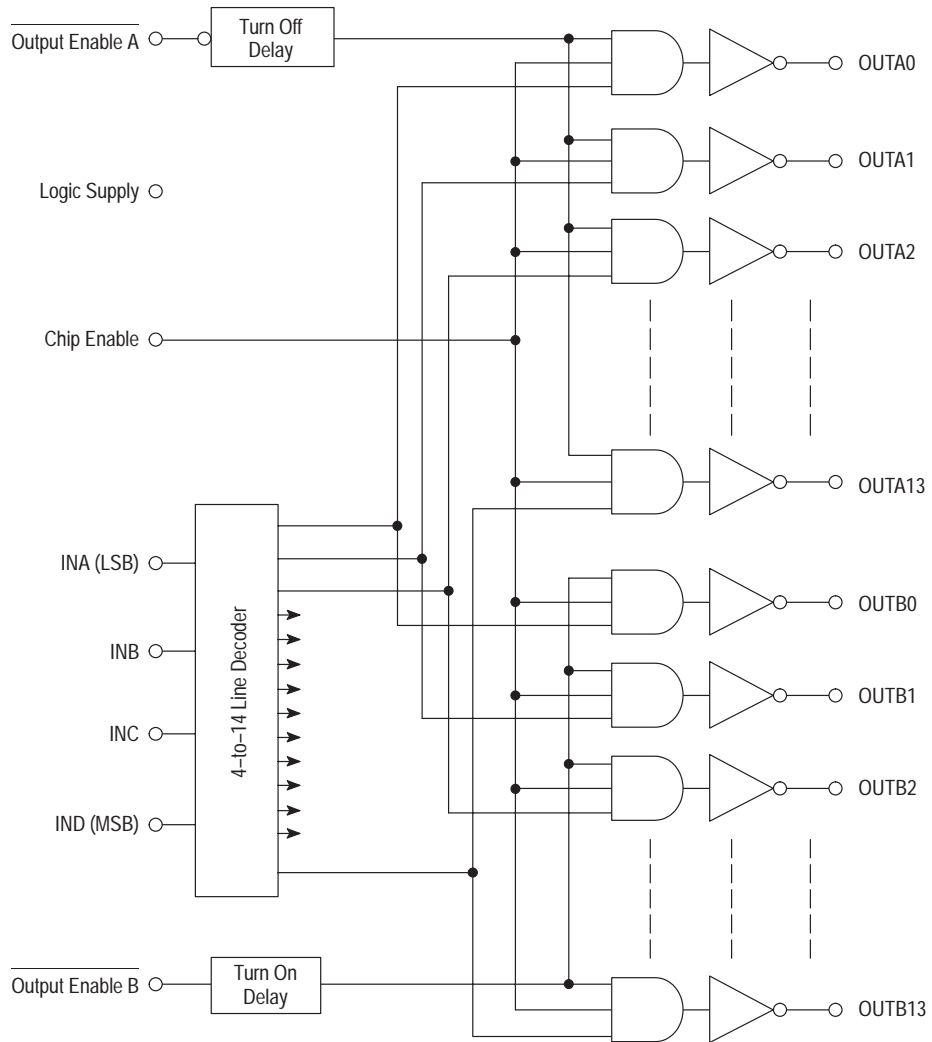 Output Enable A
Turn Off
Delay
OUTA0
OUTA1
Logic Supply
OUTA2
Chip Enable
OUTA13
4–to–14 Line Decoder
INA (LSB)
OUTB0
INB
OUTB1
INC
OUTB2
IND (MSB)
Output Enable B
Turn On
Delay
OUTB13